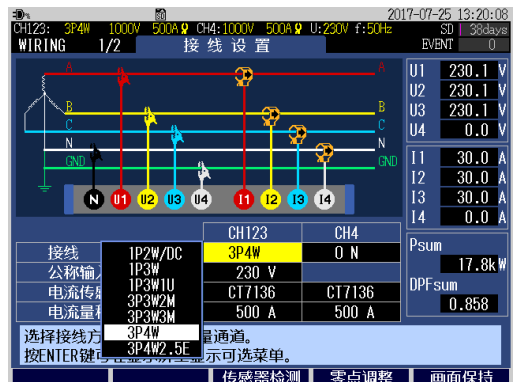 2017-07-25 13:20:08
CH123: 3P4W 1000V 500A CH4:1000V 500A U:230V f:50Hz SD 38days
WIRING 1/2 接线设置 EVENT 0
A A
B B
C C
N N
GND GND
N U1 U2 U3 U4 I1 I2 I3 I4
U1 230.1 V
U2 230.1 V
U3 230.1 V
U4 0.0 V
I1 30.0 A
I2 30.0 A
I3 30.0 A
I4 0.0 A
Psum
17.8k W
DPFsum
0.858
CH123 CH4
接线 3P4W ON
公称输 230 V
电流传 CT7136 CT7136
电流量 500 A 500 A
1P2W/DC
1P3W
1P3W1U
3P3W2M
3P3W3M
3P4W
3P4W2.5E
选择接线方 量通道。
按ENTER键 示可选菜单。
传感器检测 零点调整 画面保持